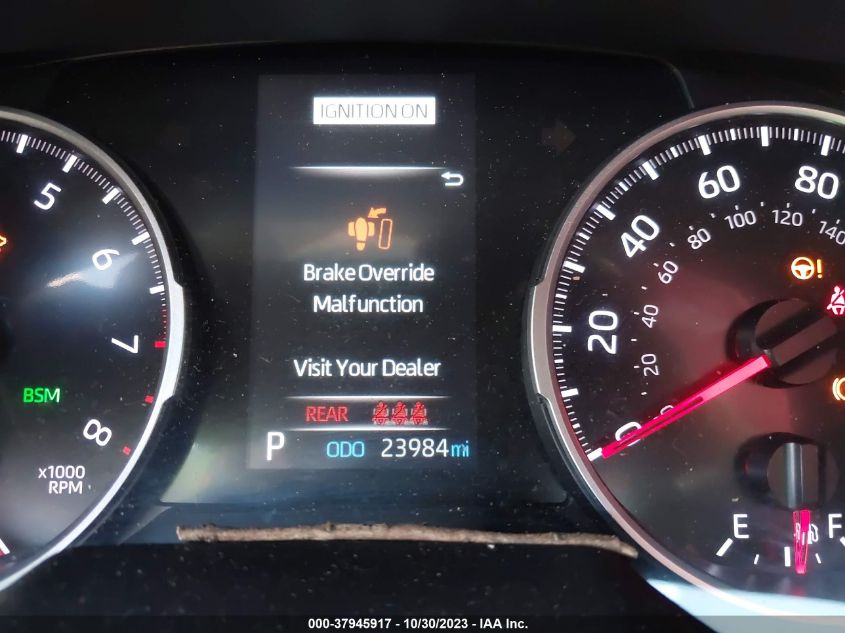 IGNITION ON
Brake Override
Malfunction
Visit Your Dealer
REAR
P ODO 23984 mi
5
6
7
8
BSM
x1000
RPM
0
20
40
60
80
20
40
60
80
100
120
140
!
E F
000-37945917 - 10/30/2023 - IAA Inc.